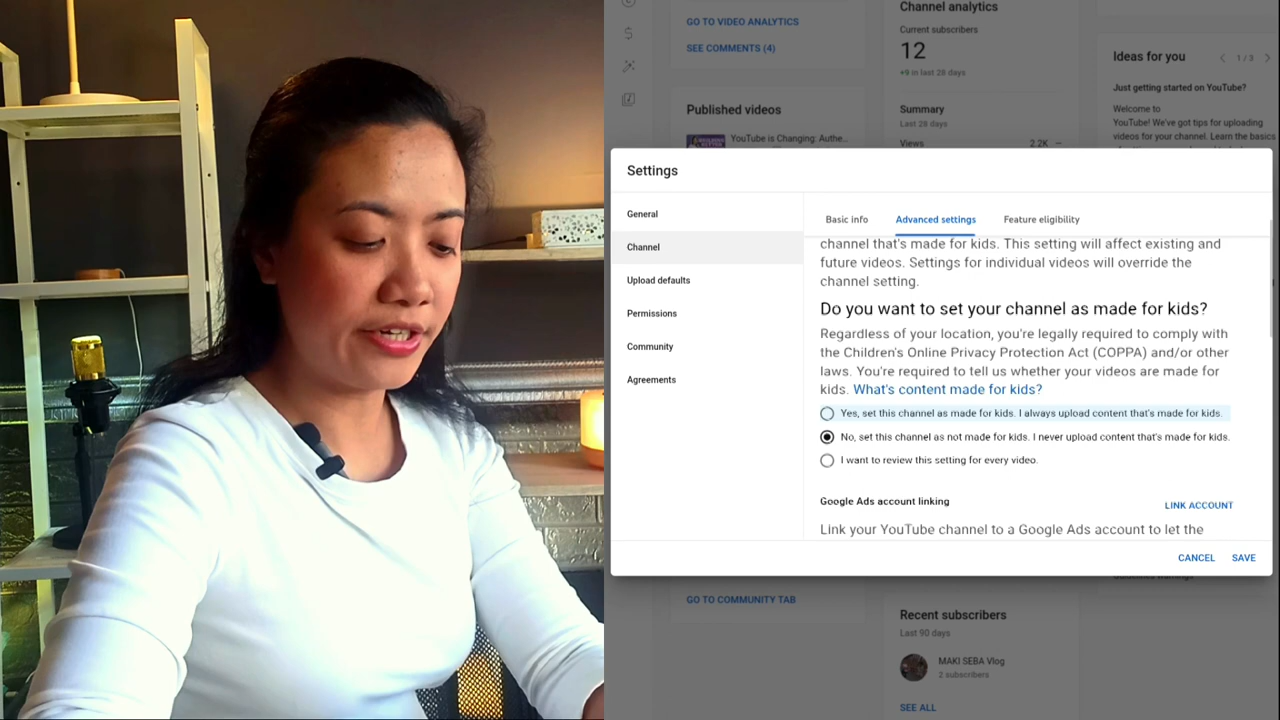 GO TO VIDEO ANALYTICS
SEE COMMENTS (4)
Published videos
YouTube is Changing: Authe...
Channel analytics
Current subscribers
12
+9 in last 28 days
Summary
Last 28 days
Views
2.2K —
Ideas for you
1 / 3
Just getting started on YouTube?
Welcome to
YouTube! We've got tips for uploading
videos for your channel. Learn the basics
Settings
General
Channel
Upload defaults
Permissions
Community
Agreements
Basic info
Advanced settings
Feature eligibility
channel that's made for kids. This setting will affect existing and
future videos. Settings for individual videos will override the
channel setting.
Do you want to set your channel as made for kids?
Regardless of your location, you're legally required to comply with
the Children's Online Privacy Protection Act (COPPA) and/or other
laws. You're required to tell us whether your videos are made for
kids. What's content made for kids?
Yes, set this channel as made for kids. I always upload content that's made for kids.
No, set this channel as not made for kids. I never upload content that's made for kids.
I want to review this setting for every video.
Google Ads account linking
LINK ACCOUNT
Link your YouTube channel to a Google Ads account to let the
CANCEL
SAVE
GO TO COMMUNITY TAB
Recent subscribers
Last 90 days
MAKI SEBA Vlog
2 subscribers
SEE ALL